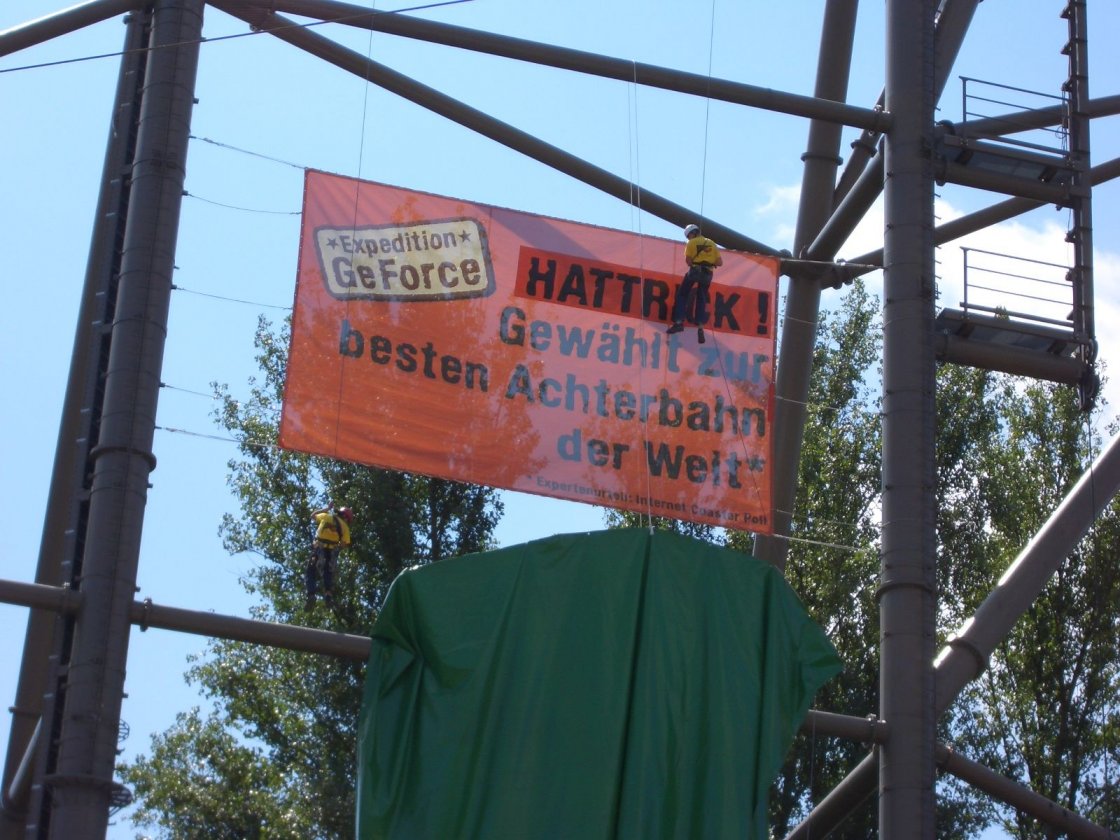 ★Expedition★
GeForce
HATTRICK !
Gewählt zur
besten Achterbahn
der Welt*
* Expertenurteil: Internet Coaster Poll